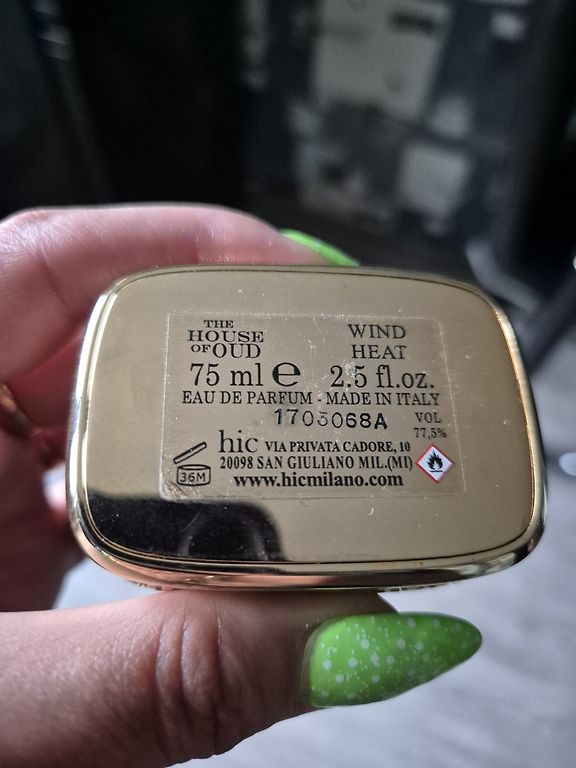 THE
HOUSE
OF OUD
WIND
HEAT
75 ml e 2.5 fl.oz.
EAU DE PARFUM - MADE IN ITALY
1703068A
VOL
77,5%
hic VIA PRIVATA CADORE, 10
20098 SAN GIULIANO MIL.(MI)
36M
www.hicmilano.com